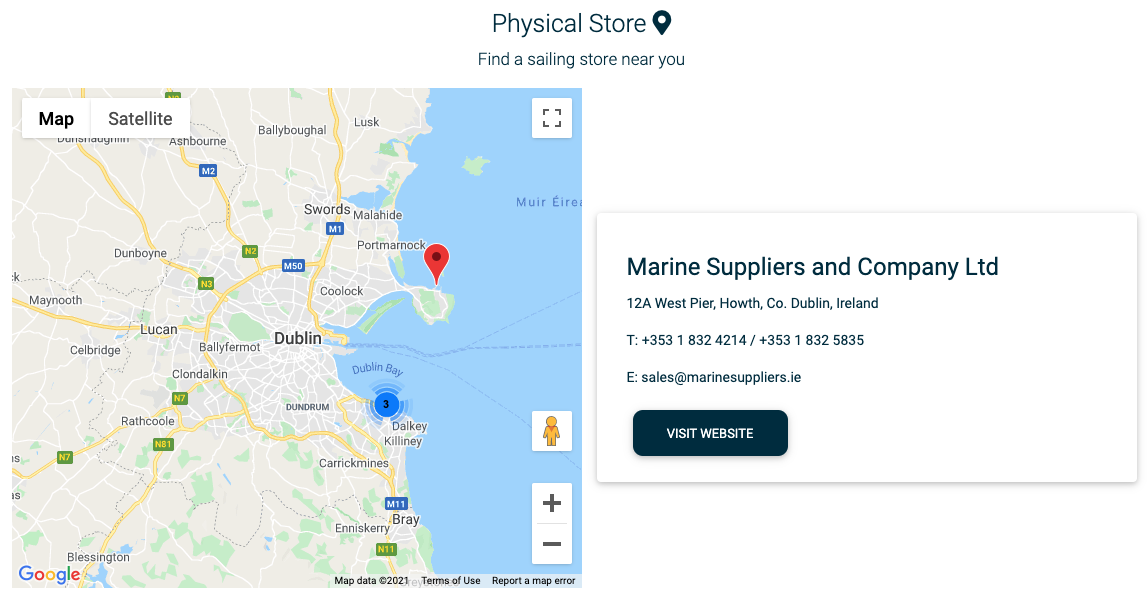 Physical Store
Find a sailing store near you
Map
Satellite
Lusk
Ballyboughal
Dunshaughlin
Ashbourne
M2
Muir Éirea
Swords
Malahide
M1
Portmarnock
N2
Dunboyne
M50
N3
Coolock
Maynooth
Lucan
Dublin
Celbridge
Ballyfermot
Dublin Bay
Clondalkin
N7
3
DUNDRUM
Rathcoole
Dalkey
Killiney
N81
N7
Carrickmines
M11
Bray
Enniskerry
N11
Blessington
Google
Map data ©2021
Terms of Use
Report a map error
Marine Suppliers and Company Ltd
12A West Pier, Howth, Co. Dublin, Ireland
T: +353 1 832 4214 / +353 1 832 5835
E: sales@marinesuppliers.ie
VISIT WEBSITE